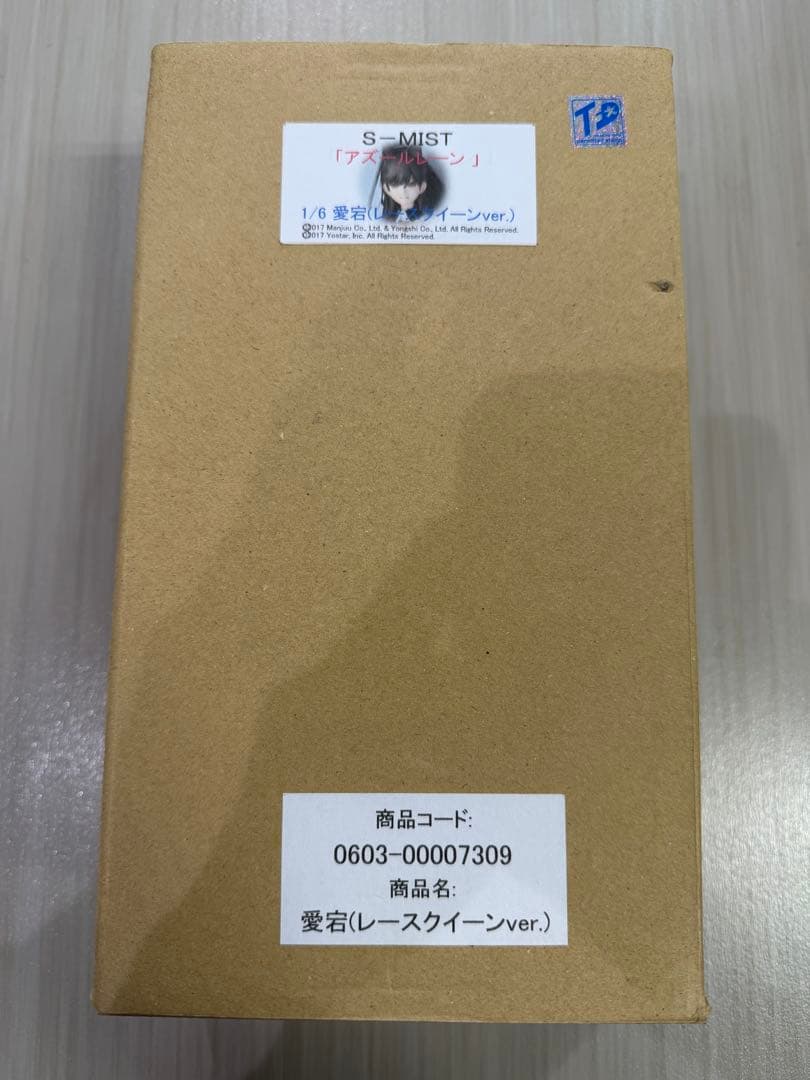 S-MIST
「アズールレーン 」
1/6 愛宕(レースクイーンver.)
©2017 Manjuu Co., Ltd. & Yongshi Co., Ltd. All Rights Reserved.
©2017 Yostar, Inc. All Rights Reserved.
商品コード:
0603-00007309
商品名:
愛宕(レースクイーンver.)